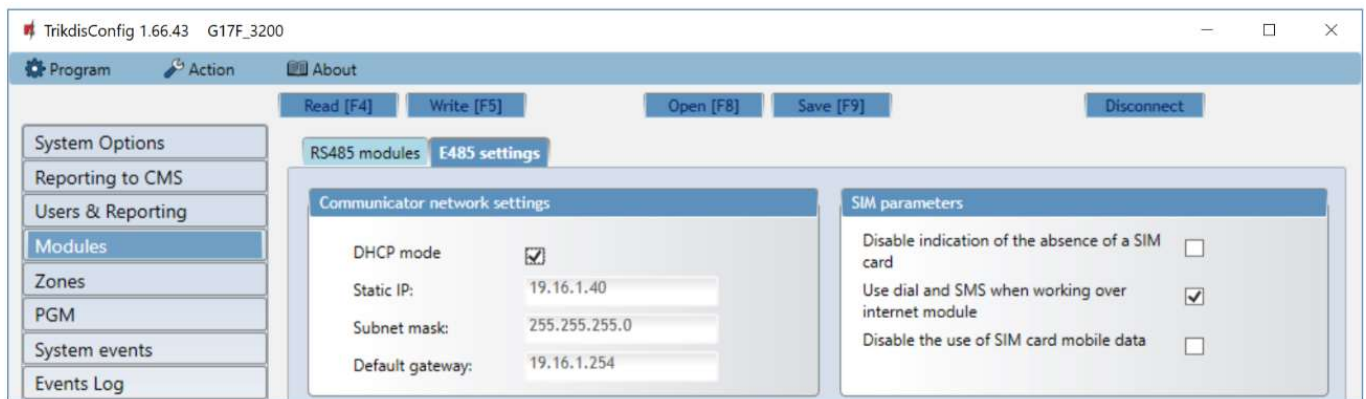 TrikdisConfig 1.66.43 G17F_3200
Program Action About
Read [F4] Write [F5] Open [F8] Save [F9] Disconnect
System Options
Reporting to CMS
Users & Reporting
Modules
Zones
PGM
System events
Events Log
RS485 modules E485 settings
Communicator network settings
DHCP mode
Static IP: 19.16.1.40
Subnet mask: 255.255.255.0
Default gateway: 19.16.1.254
SIM parameters
Disable indication of the absence of a SIM
card
Use dial and SMS when working over
internet module
Disable the use of SIM card mobile data